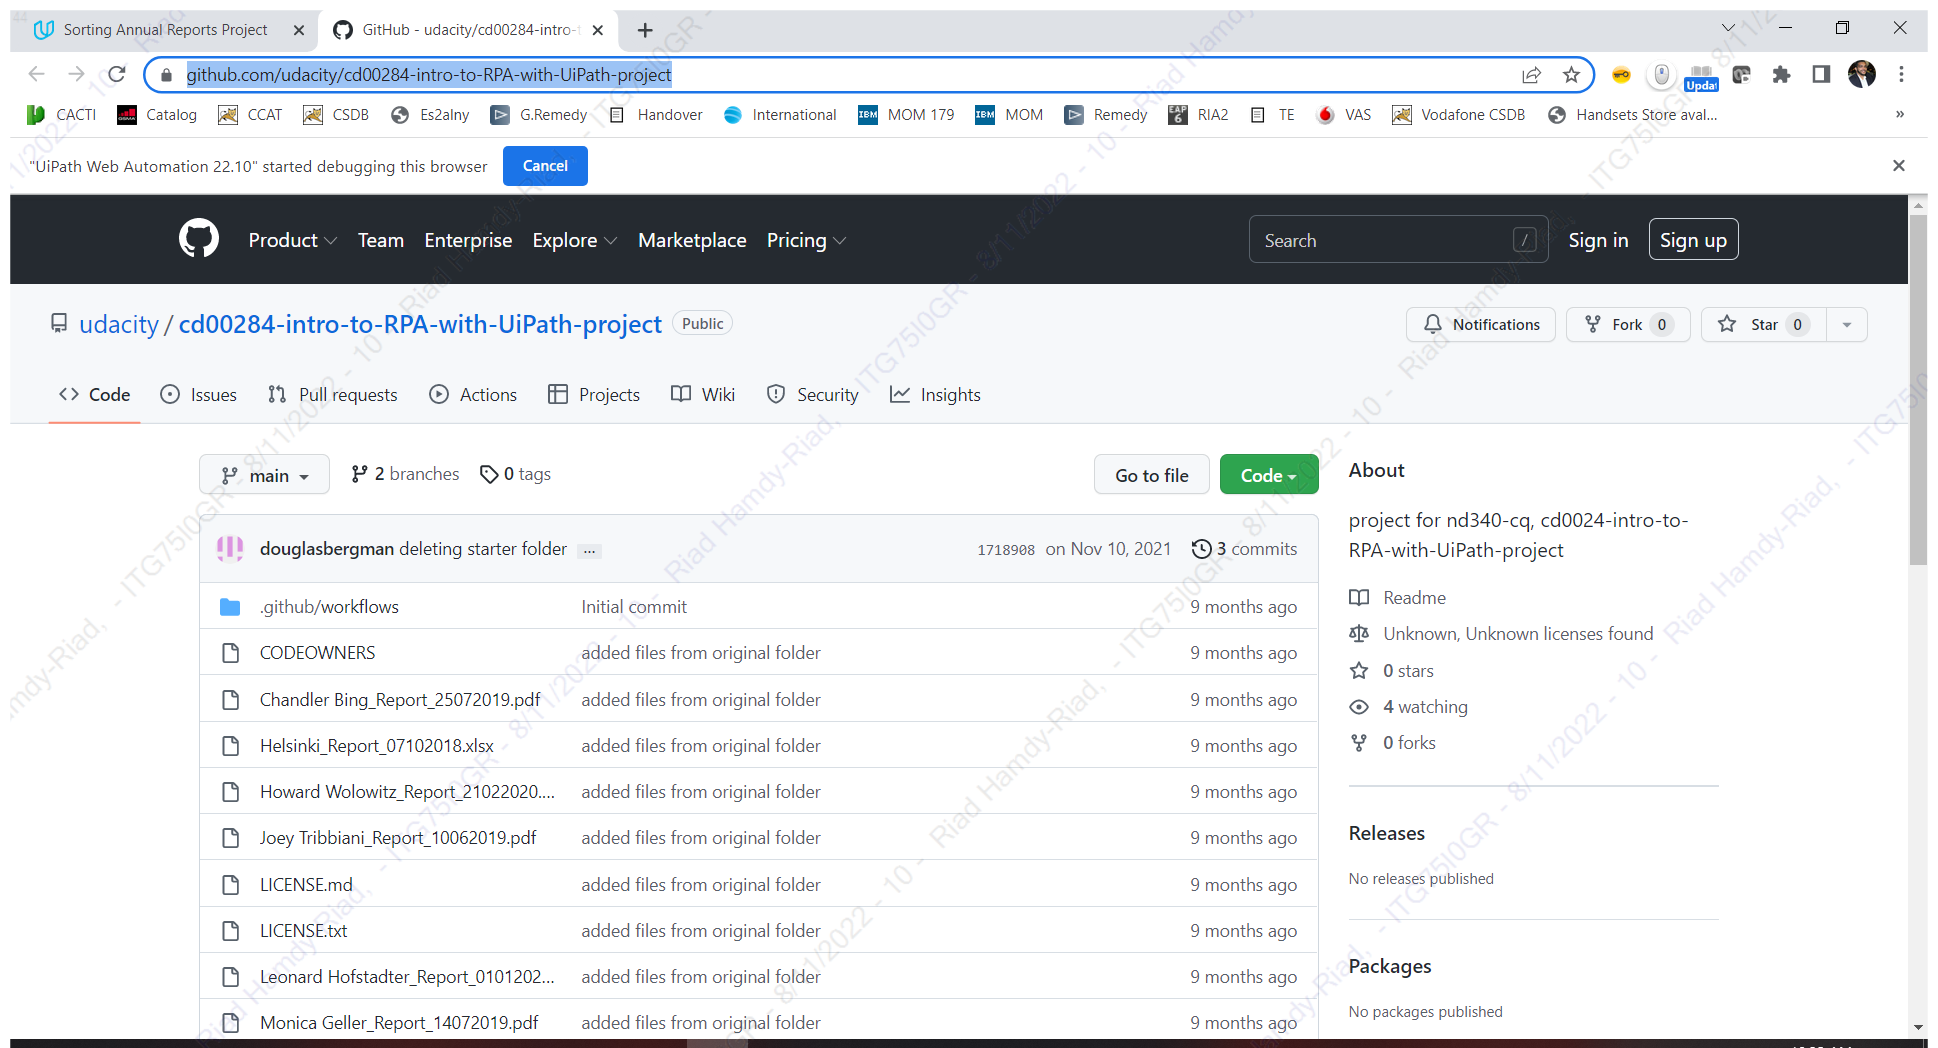 Sorting Annual Reports Project
GitHub - udacity/cd00284-intro-t
github.com/udacity/cd00284-intro-to-RPA-with-UiPath-project
Updat
CACTI Catalog CCAT CSDB Es2alny G.Remedy Handover International MOM 179 MOM Remedy RIA2 TE VAS Vodafone CSDB Handsets Store aval... »
"UiPath Web Automation 22.10" started debugging this browser Cancel
Product Team Enterprise Explore Marketplace Pricing Search / Sign in Sign up
udacity / cd00284-intro-to-RPA-with-UiPath-project Public Notifications Fork 0 Star 0
<> Code Issues Pull requests Actions Projects Wiki Security Insights
main 2 branches 0 tags Go to file Code
douglasbergman deleting starter folder ... 1718908 on Nov 10, 2021 3 commits
.github/workflows Initial commit 9 months ago
CODEOWNERS added files from original folder 9 months ago
Chandler Bing_Report_25072019.pdf added files from original folder 9 months ago
Helsinki_Report_07102018.xlsx added files from original folder 9 months ago
Howard Wolowitz_Report_21022020.... added files from original folder 9 months ago
Joey Tribbiani_Report_10062019.pdf added files from original folder 9 months ago
LICENSE.md added files from original folder 9 months ago
LICENSE.txt added files from original folder 9 months ago
Leonard Hofstadter_Report_0101202... added files from original folder 9 months ago
Monica Geller_Report_14072019.pdf added files from original folder 9 months ago
About
project for nd340-cq, cd0024-intro-to-
RPA-with-UiPath-project
Readme
Unknown, Unknown licenses found
0 stars
4 watching
0 forks
Releases
No releases published
Packages
No packages published
Riad Hamdy-Riad, - ITG75I0GR - 8/11/2022 - 10 -